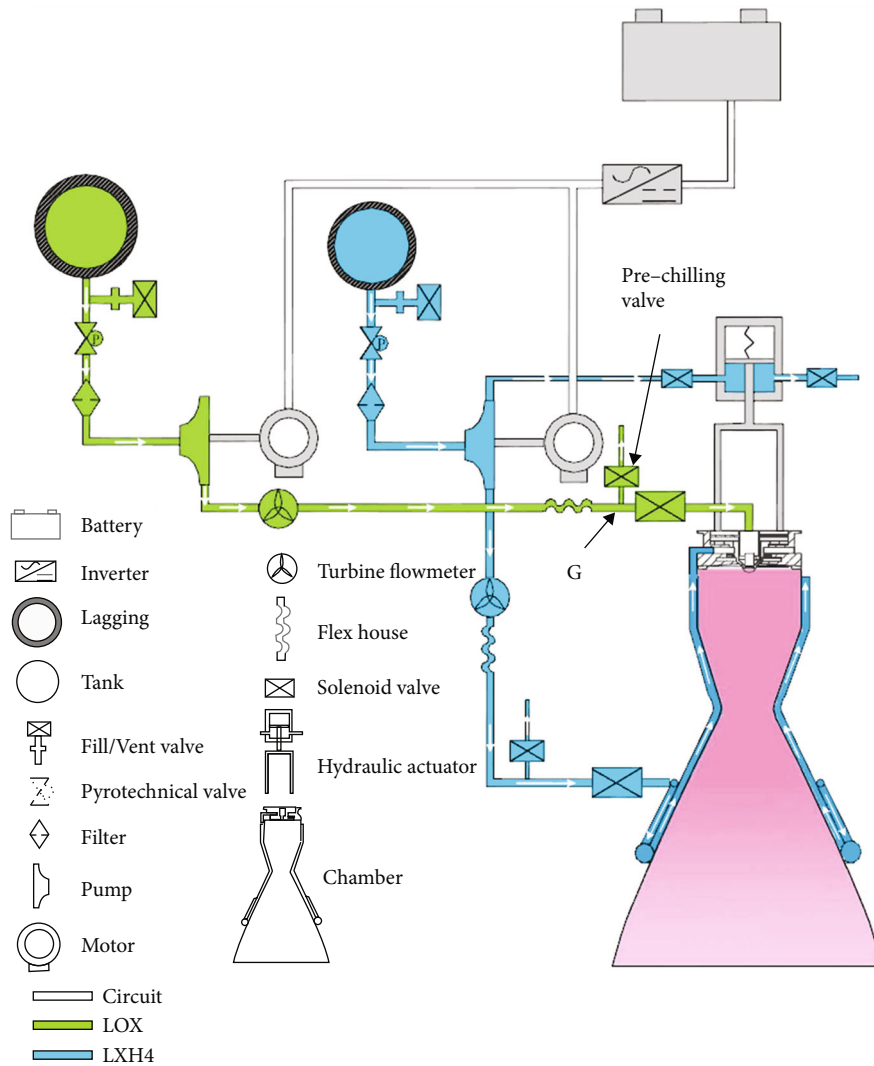 Pre–chilling
valve
P
P
G
Battery
Inverter
Lagging
Tank
Fill/Vent valve
Pyrotechnical valve
Filter
Pump
Motor
Turbine flowmeter
Flex house
Solenoid valve
Hydraulic actuator
Chamber
Circuit
LOX
LXH4